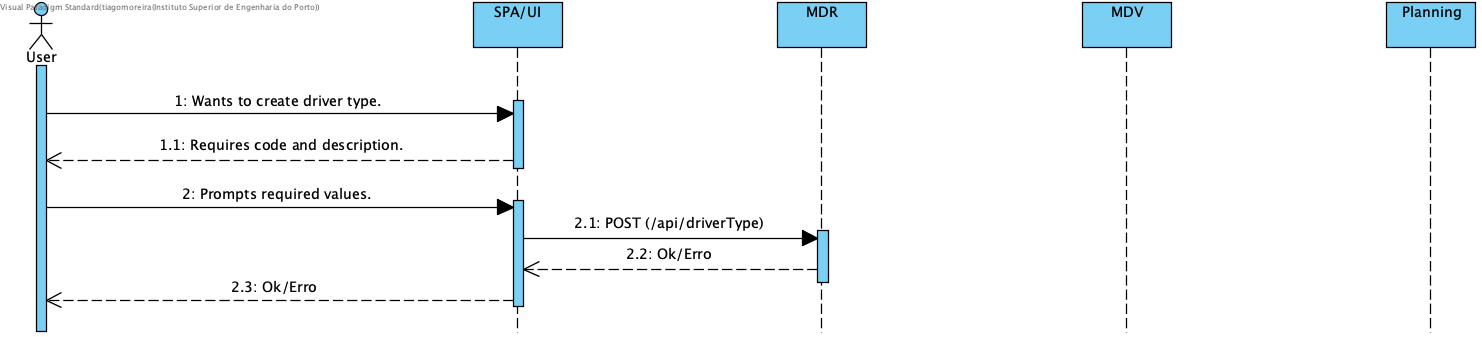 Visual Paradigm Standard(tiagomoreira(Instituto Superior de Engenharia do Porto))
SPA/UI
MDR
MDV
Planning
User
1: Wants to create driver type.
1.1: Requires code and description.
2: Prompts required values.
2.1: POST (/api/driverType)
2.2: Ok/Erro
2.3: Ok/Erro